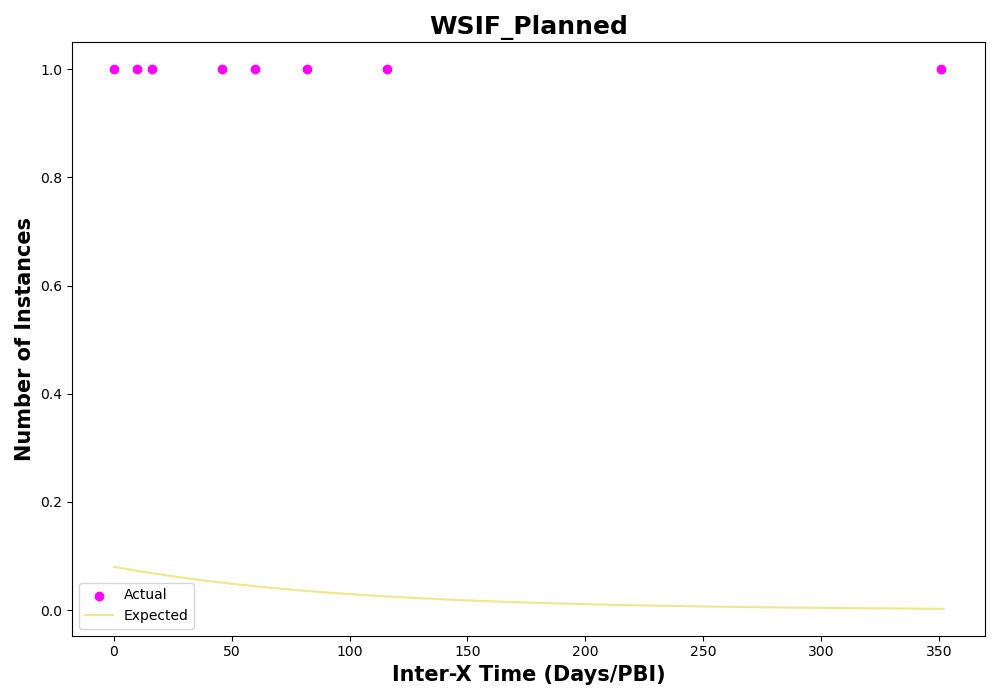 WSIF_Planned
Number of Instances
1.0
0.8
0.6
0.4
0.2
0.0
Actual
Expected
0 50 100 150 200 250 300 350
Inter-X Time (Days/PBI)